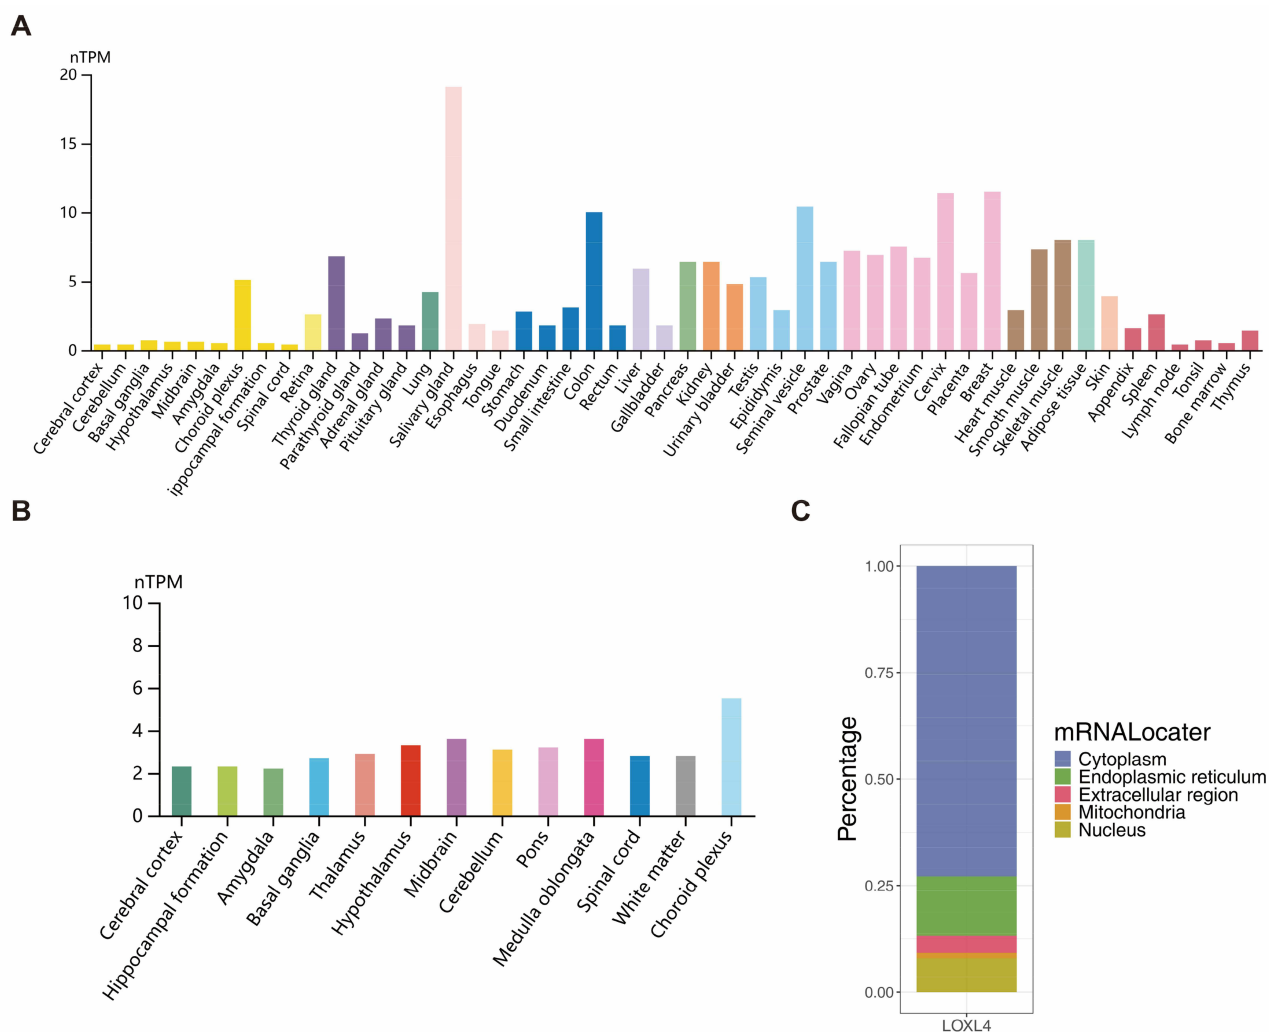 A
nTPM
20
15
10
5
0
Cerebral cortex
Cerebellum
Basal ganglia
Hypothalamus
Midbrain
Amygdala
Choroid plexus
ippocampal formation
Spinal cord
Retina
Thyroid gland
Parathyroid gland
Adrenal gland
Pituitary gland
Lung
Salivary gland
Esophagus
Tongue
Stomach
Duodenum
Small intestine
Colon
Rectum
Liver
Gallbladder
Pancreas
Kidney
Urinary bladder
Testis
Epididymis
Seminal vesicle
Prostate
Vagina
Ovary
Fallopian tube
Endometrium
Cervix
Placenta
Breast
Heart muscle
Smooth muscle
Skeletal muscle
Adipose tissue
Skin
Appendix
Spleen
Lymph node
Tonsil
Bone marrow
Thymus
B
nTPM
10
8
6
4
2
0
Cerebral cortex
Hippocampal formation
Amygdala
Basal ganglia
Thalamus
Hypothalamus
Midbrain
Cerebellum
Pons
Medulla oblongata
Spinal cord
White matter
Choroid plexus
C
Percentage
1.00
0.75
0.50
0.25
0.00
LOXL4
mRNALocater
Cytoplasm
Endoplasmic reticulum
Extracellular region
Mitochondria
Nucleus